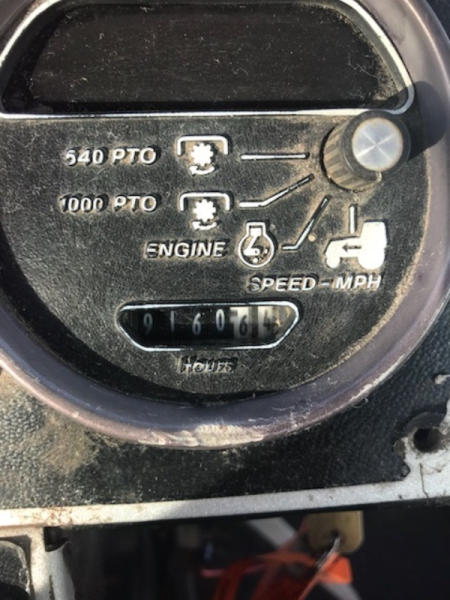 540 PTO
1000 PTO
ENGINE
SPEED-MPH
916064
Hours